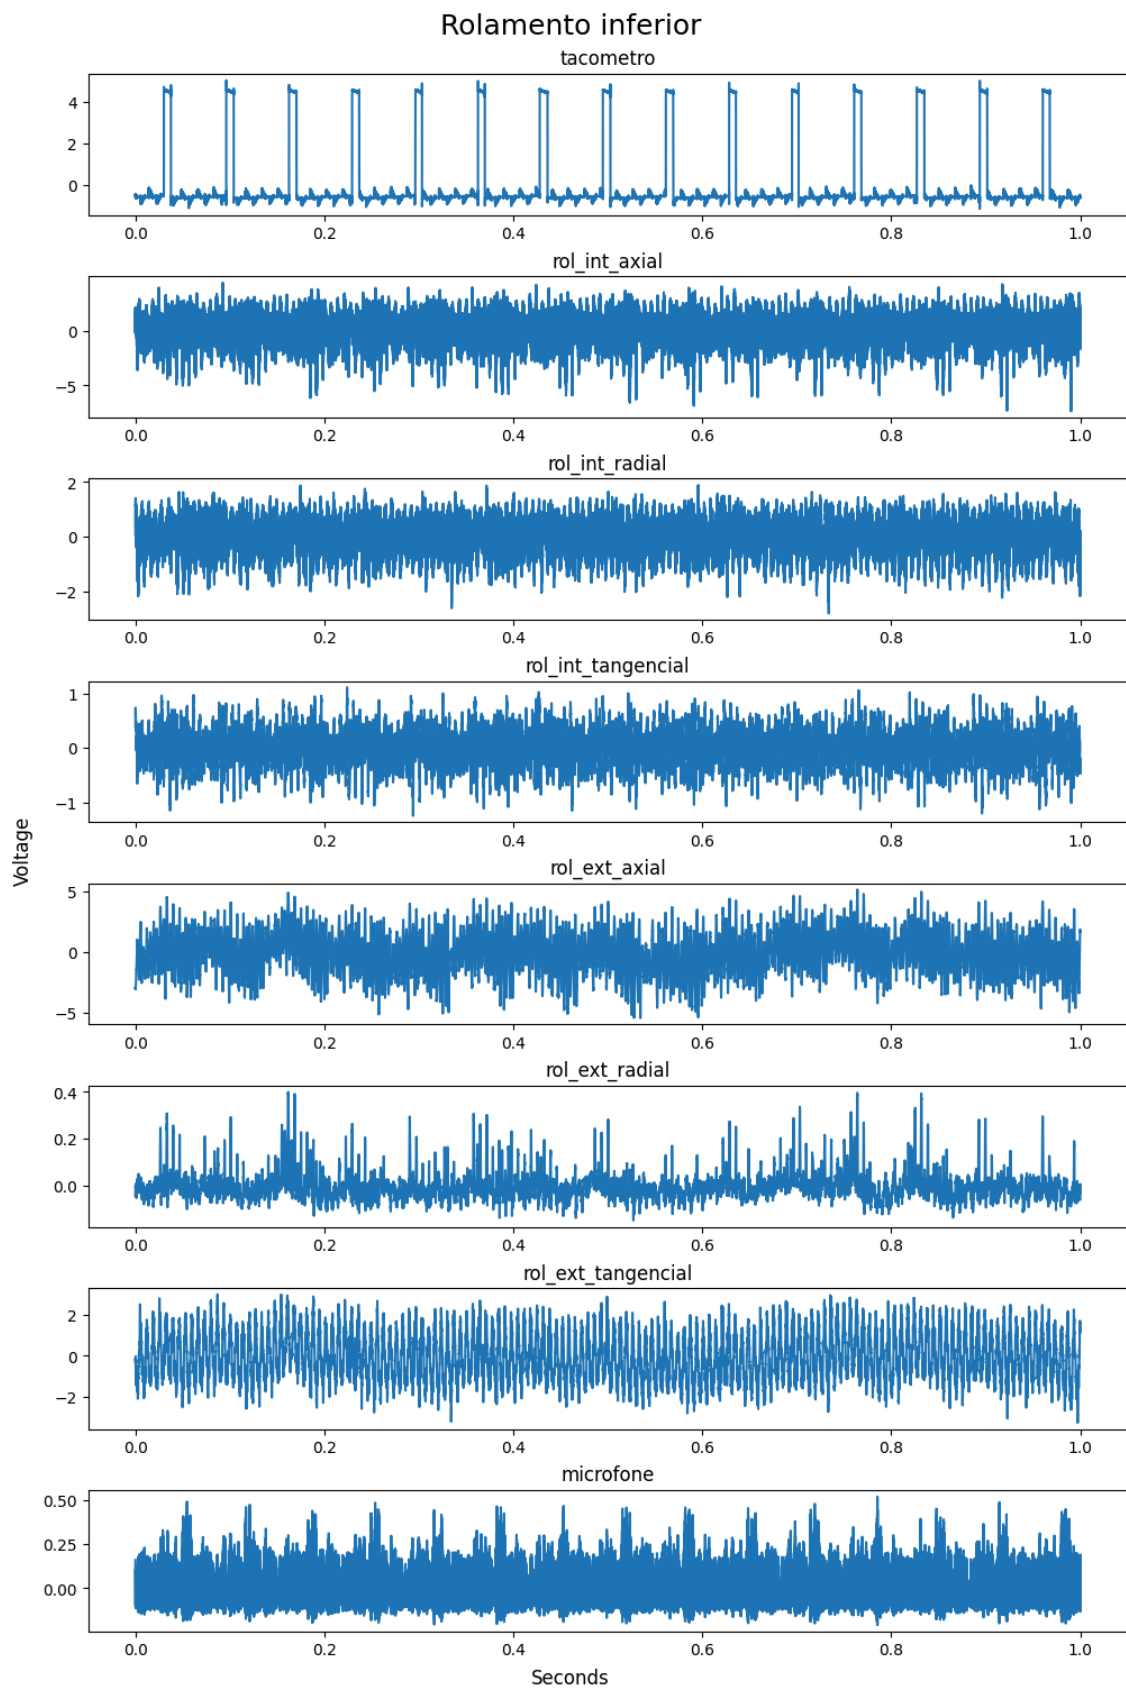 Rolamento inferior
tacometro
4
2
0
0.0 0.2 0.4 0.6 0.8 1.0
rol_int_axial
0
−5
0.0 0.2 0.4 0.6 0.8 1.0
rol_int_radial
2
0
−2
0.0 0.2 0.4 0.6 0.8 1.0
rol_int_tangencial
1
0
−1
0.0 0.2 0.4 0.6 0.8 1.0
Voltage
rol_ext_axial
5
0
−5
0.0 0.2 0.4 0.6 0.8 1.0
rol_ext_radial
0.4
0.2
0.0
0.0 0.2 0.4 0.6 0.8 1.0
rol_ext_tangencial
2
0
−2
0.0 0.2 0.4 0.6 0.8 1.0
microfone
0.50
0.25
0.00
0.0 0.2 0.4 0.6 0.8 1.0
Seconds